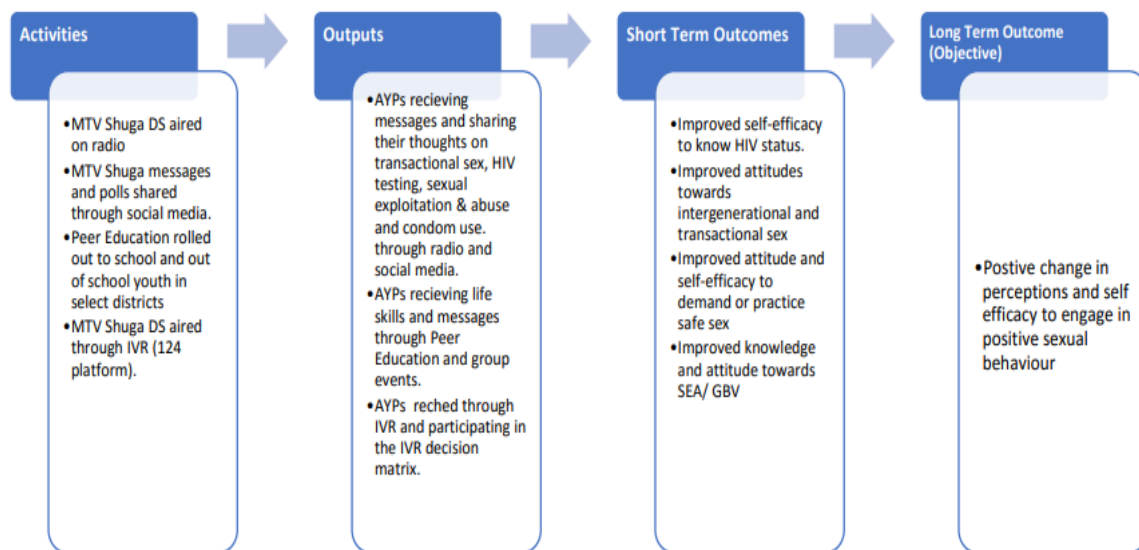 Activities
•MTV Shuga DS aired
on radio
•MTV Shuga messages
and polls shared
through social media.
•Peer Education rolled
out to school and out
of school youth in
select districts
•MTV Shuga DS aired
through IVR (124
platform).
Outputs
•AYPs recieving
messages and sharing
their thoughts on
transactional sex, HIV
testing, sexual
exploitation & abuse
and condom use.
through radio and
social media.
•AYPs recieving life
skills and messages
through Peer
Education and group
events.
•AYPs reched through
IVR and participating in
the IVR decision
matrix.
Short Term Outcomes
•Improved self-efficacy
to know HIV status.
•Improved attitudes
towards
intergenerational and
transactional sex
•Improved attitude and
self-efficacy to
demand or practice
safe sex
•Improved knowledge
and attitude towards
SEA/ GBV
Long Term Outcome
(Objective)
•Postive change in
perceptions and self
efficacy to engage in
positive sexual
behaviour